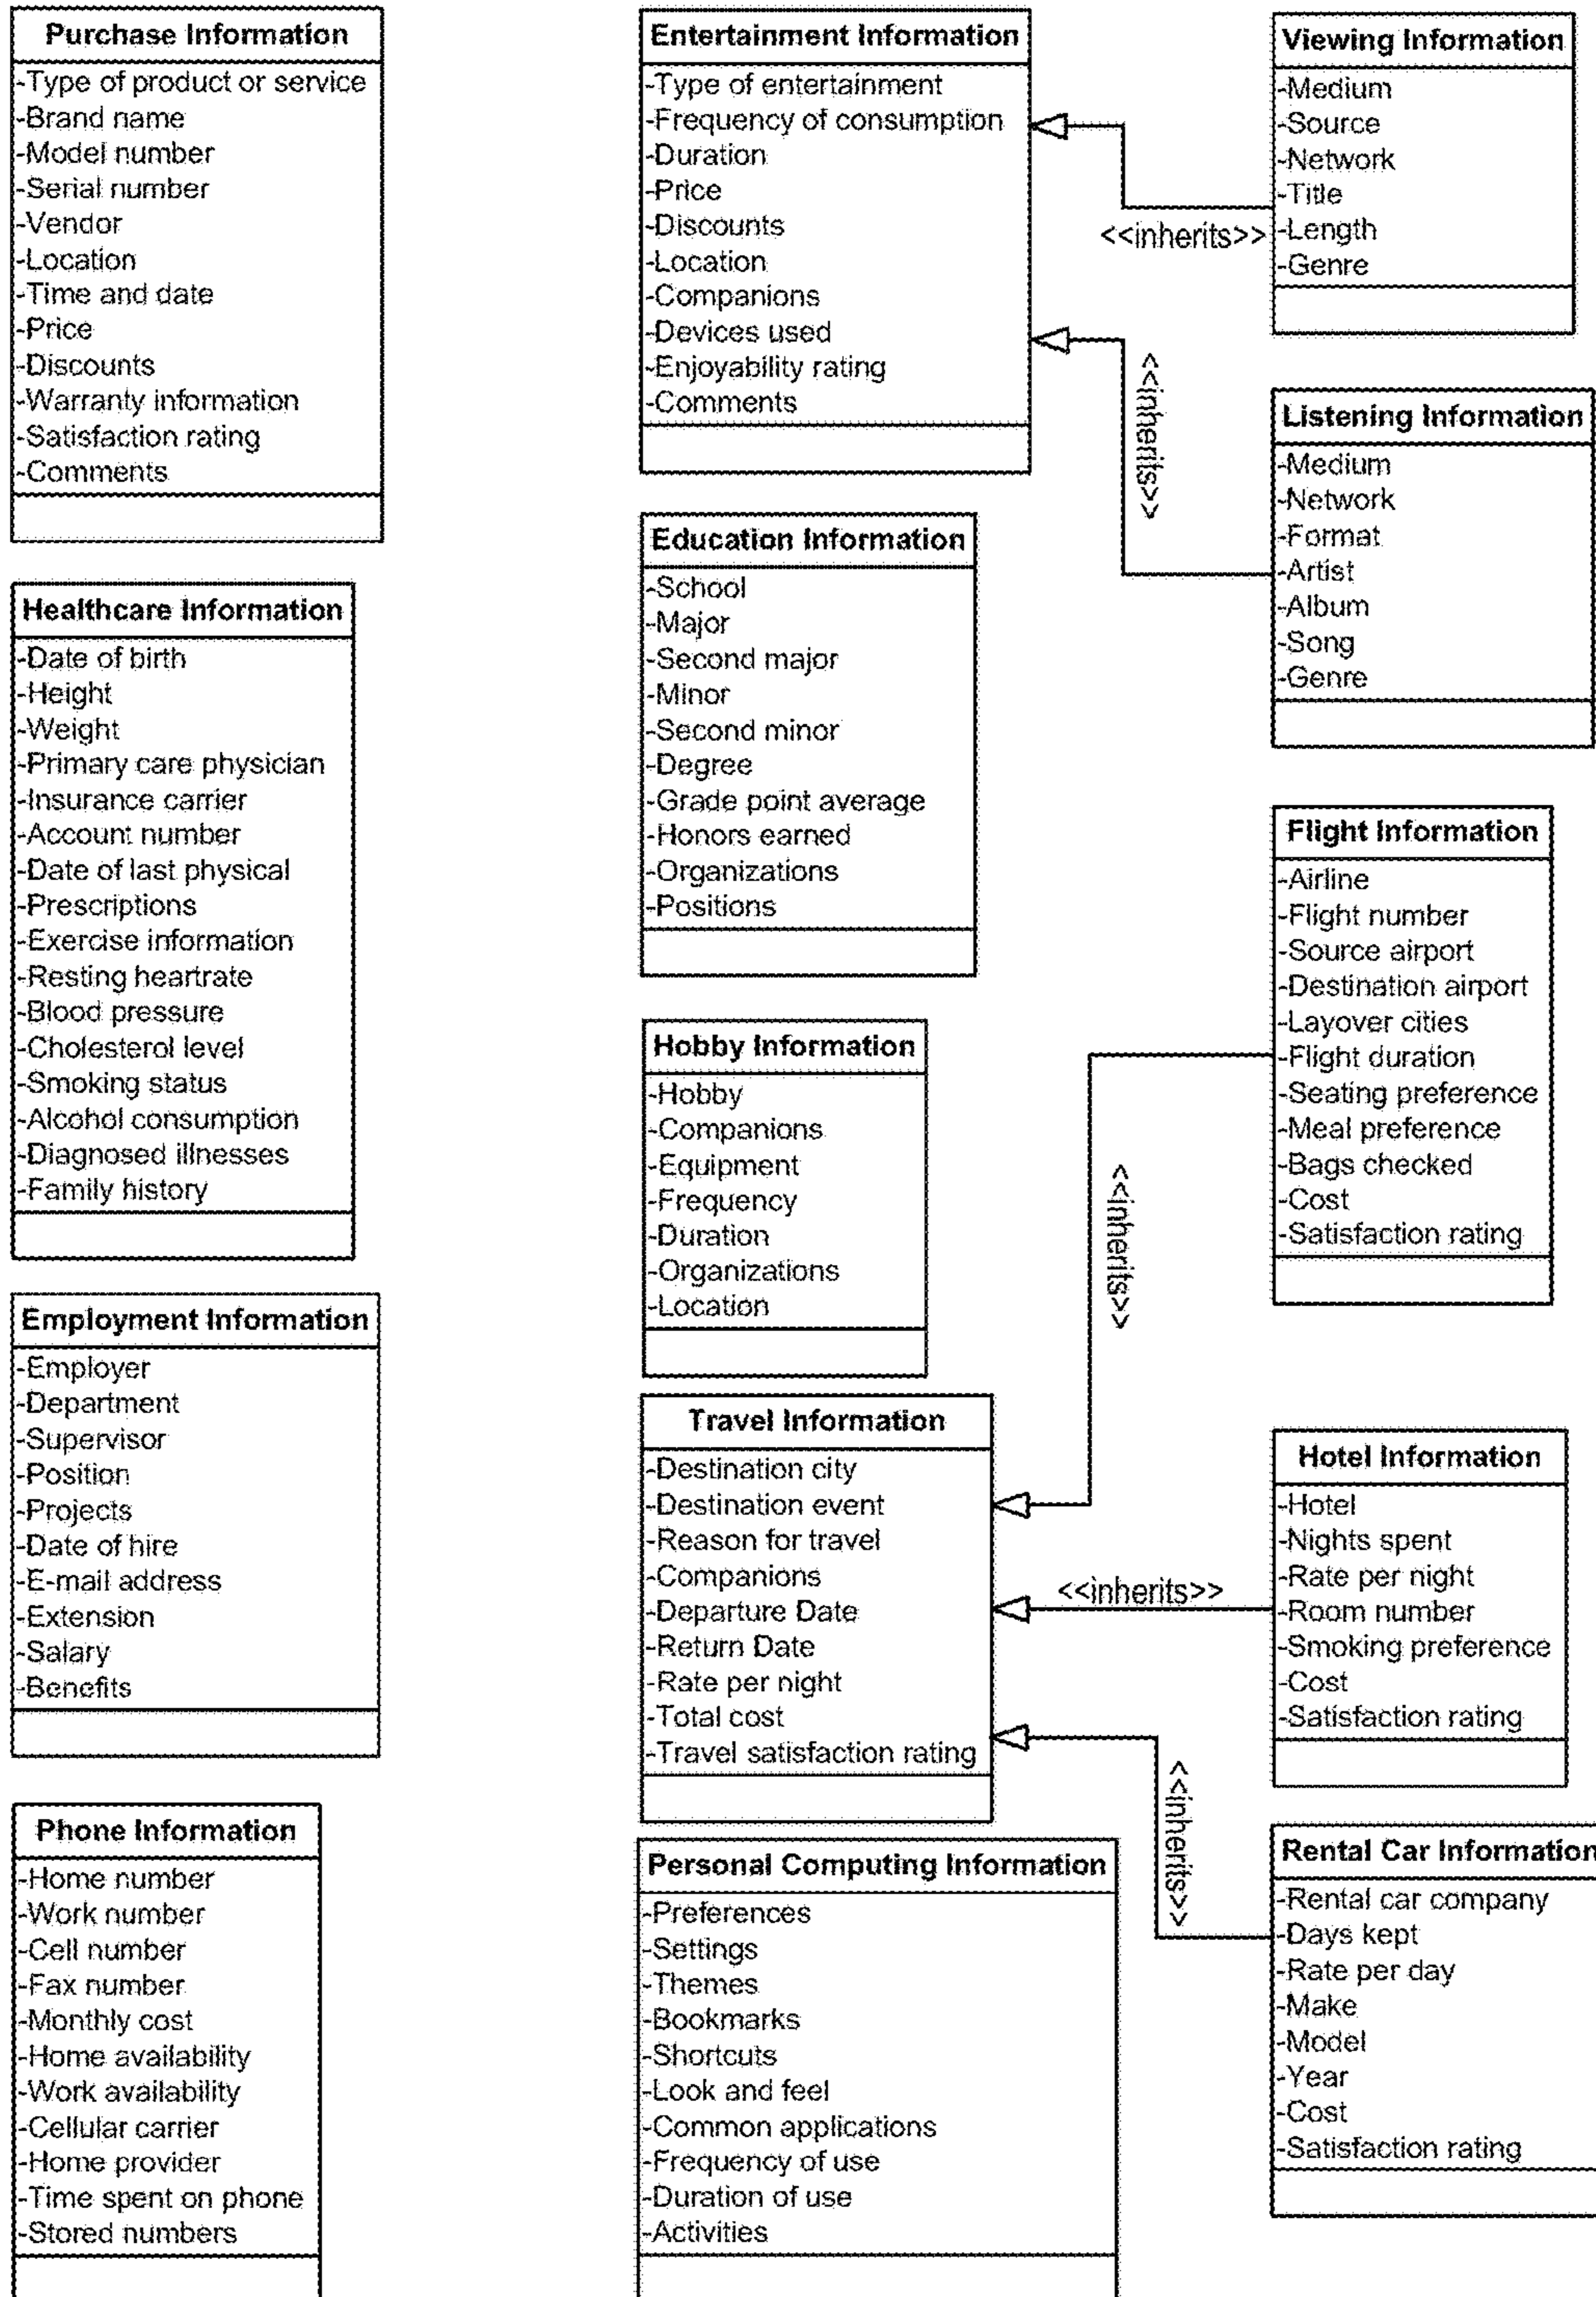 Purchase Information
-Type of product or service
-Brand name
-Model number
-Serial number
-Vendor
-Location
-Time and date
-Price
-Discounts
-Warranty information
-Satisfaction rating
-Comments
Healthcare Information
-Date of birth
-Height
-Weight
-Primary care physician
-Insurance carrier
-Account number
-Date of last physical
-Prescriptions
-Exercise information
-Resting heartrate
-Blood pressure
-Cholesterol level
-Smoking status
-Alcohol consumption
-Diagnosed illnesses
-Family history
Employment Information
-Employer
-Department
-Supervisor
-Position
-Projects
-Date of hire
-E-mail address
-Extension
-Salary
-Benefits
Phone Information
-Home number
-Work number
-Cell number
-Fax number
-Monthly cost
-Home availability
-Work availability
-Cellular carrier
-Home provider
-Time spent on phone
-Stored numbers
Entertainment Information
-Type of entertainment
-Frequency of consumption
-Duration
-Price
-Discounts
-Location
-Companions
-Devices used
-Enjoyability rating
-Comments
Education Information
-School
-Major
-Second major
-Minor
-Second minor
-Degree
-Grade point average
-Honors earned
-Organizations
-Positions
Hobby Information
-Hobby
-Companions
-Equipment
-Frequency
-Duration
-Organizations
-Location
Travel Information
-Destination city
-Destination event
-Reason for travel
-Companions
-Departure Date
-Return Date
-Rate per night
-Total cost
-Travel satisfaction rating
Personal Computing Information
-Preferences
-Settings
-Themes
-Bookmarks
-Shortcuts
-Look and feel
-Common applications
-Frequency of use
-Duration of use
-Activities
<<inherits>>
<<inherits>>
<<inherits>>
<<inherits>>
<<inherits>>
Viewing Information
-Medium
-Source
-Network
-Title
-Length
-Genre
Listening Information
-Medium
-Network
-Format
-Artist
-Album
-Song
-Genre
Flight Information
-Airline
-Flight number
-Source airport
-Destination airport
-Layover cities
-Flight duration
-Seating preference
-Meal preference
-Bags checked
-Cost
-Satisfaction rating
Hotel Information
-Hotel
-Nights spent
-Rate per night
-Room number
-Smoking preference
-Cost
-Satisfaction rating
Rental Car Information
-Rental car company
-Days kept
-Rate per day
-Make
-Model
-Year
-Cost
-Satisfaction rating